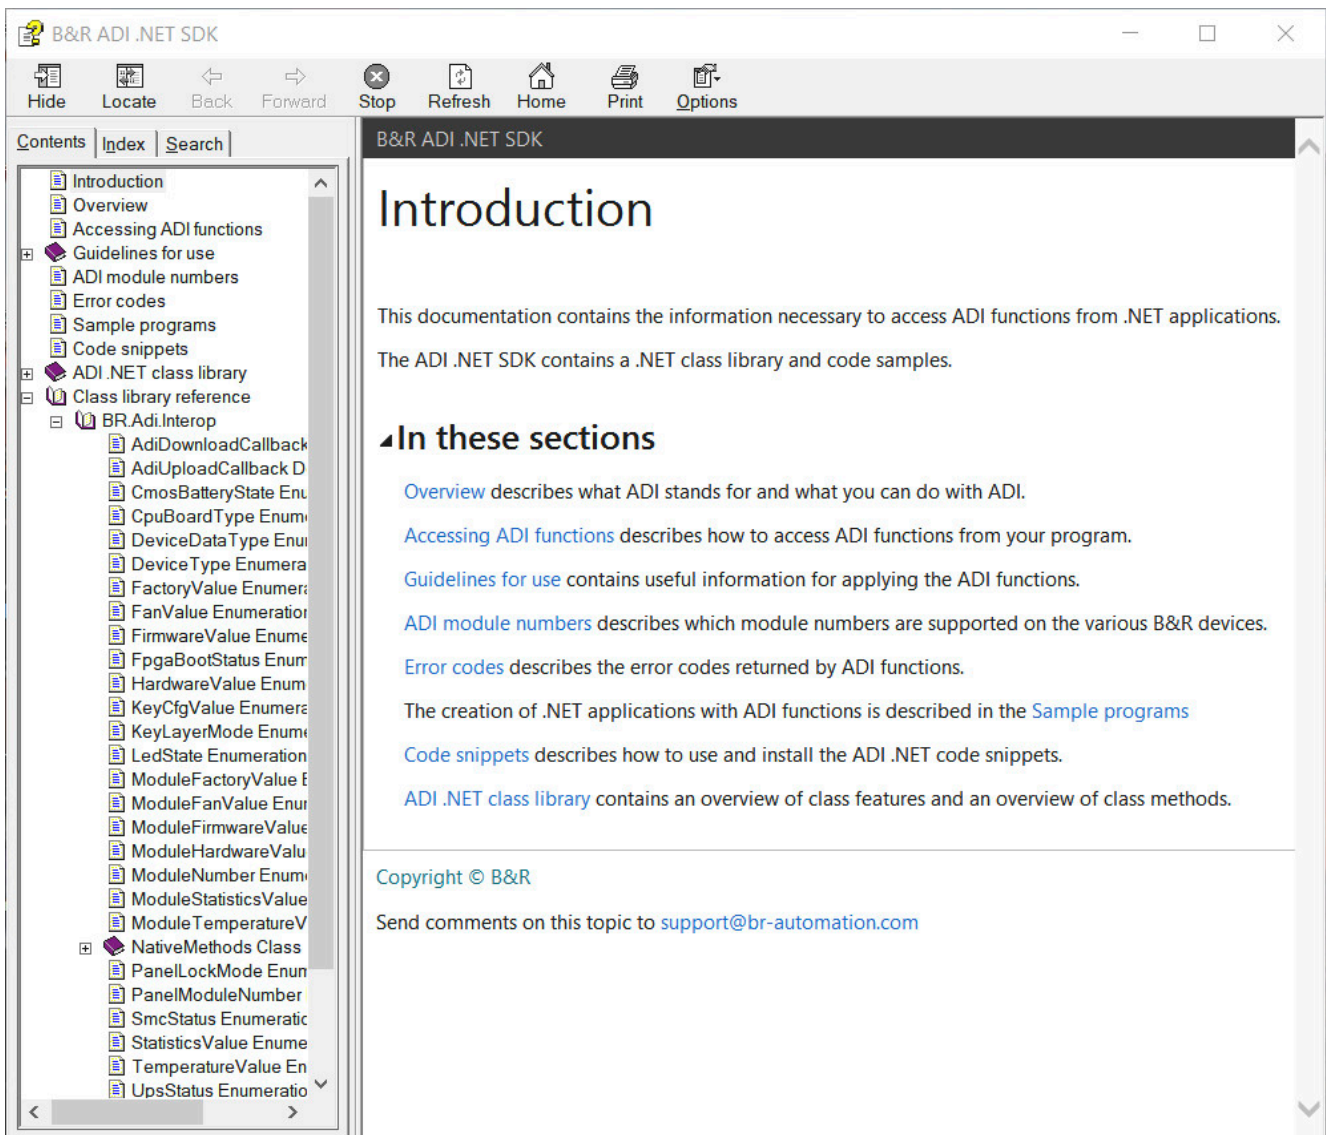 B&R ADI .NET SDK
Hide Locate Back Forward Stop Refresh Home Print Options
Contents Index Search
Introduction
Overview
Accessing ADI functions
Guidelines for use
ADI module numbers
Error codes
Sample programs
Code snippets
ADI .NET class library
Class library reference
BR.Adi.Interop
AdiDownloadCallback
AdiUploadCallback D
CmosBatteryState Enu
CpuBoardType Enum
DeviceDataType Enu
DeviceType Enumera
FactoryValue Enumera
FanValue Enumeration
FirmwareValue Enume
FpgaBootStatus Enum
HardwareValue Enum
KeyCfgValue Enumera
KeyLayerMode Enum
LedState Enumeration
ModuleFactoryValue E
ModuleFanValue Enu
ModuleFirmwareValue
ModuleHardwareValu
ModuleNumber Enum
ModuleStatisticsValue
ModuleTemperatureV
NativeMethods Class
PanelLockMode Enum
PanelModuleNumber
SmcStatus Enumeratio
StatisticsValue Enume
TemperatureValue En
UpsStatus Enumeratio
B&R ADI .NET SDK
Introduction
This documentation contains the information necessary to access ADI functions from .NET applications.
The ADI .NET SDK contains a .NET class library and code samples.
In these sections
Overview describes what ADI stands for and what you can do with ADI.
Accessing ADI functions describes how to access ADI functions from your program.
Guidelines for use contains useful information for applying the ADI functions.
ADI module numbers describes which module numbers are supported on the various B&R devices.
Error codes describes the error codes returned by ADI functions.
The creation of .NET applications with ADI functions is described in the Sample programs
Code snippets describes how to use and install the ADI .NET code snippets.
ADI .NET class library contains an overview of class features and an overview of class methods.
Copyright © B&R
Send comments on this topic to support@br-automation.com